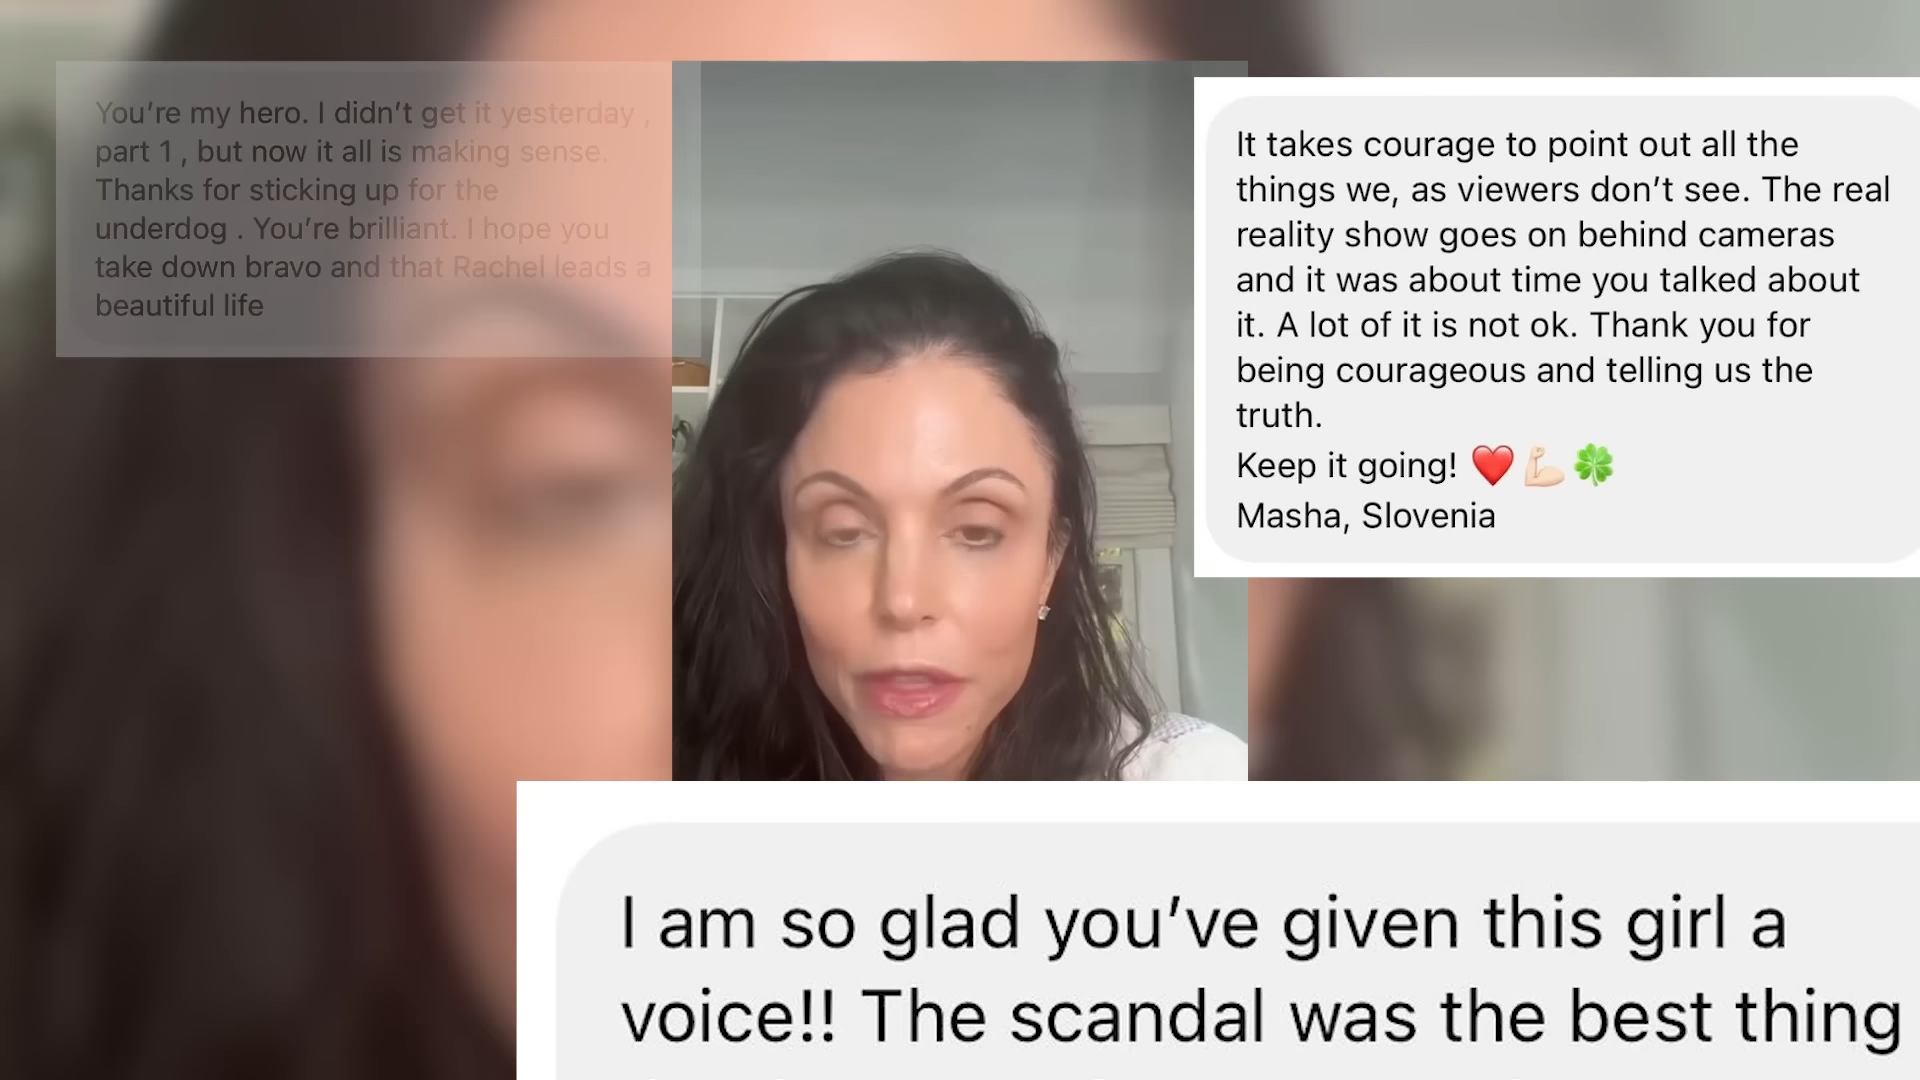 You're my hero. I didn't get it yesterday ,
part 1 , but now it all is making sense.
Thanks for sticking up for the
underdog . You're brilliant. I hope you
take down bravo and that Rachel leads a
beautiful life
It takes courage to point out all the
things we, as viewers don't see. The real
reality show goes on behind cameras
and it was about time you talked about
it. A lot of it is not ok. Thank you for
being courageous and telling us the
truth.
Keep it going! ❤️💪🏻🍀
Masha, Slovenia
I am so glad you've given this girl a
voice!! The scandal was the best thing